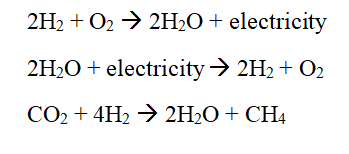 2H₂ + O₂ → 2H₂O + electricity
2H₂O + electricity → 2H₂ + O₂
CO₂ + 4H₂ → 2H₂O + CH₄